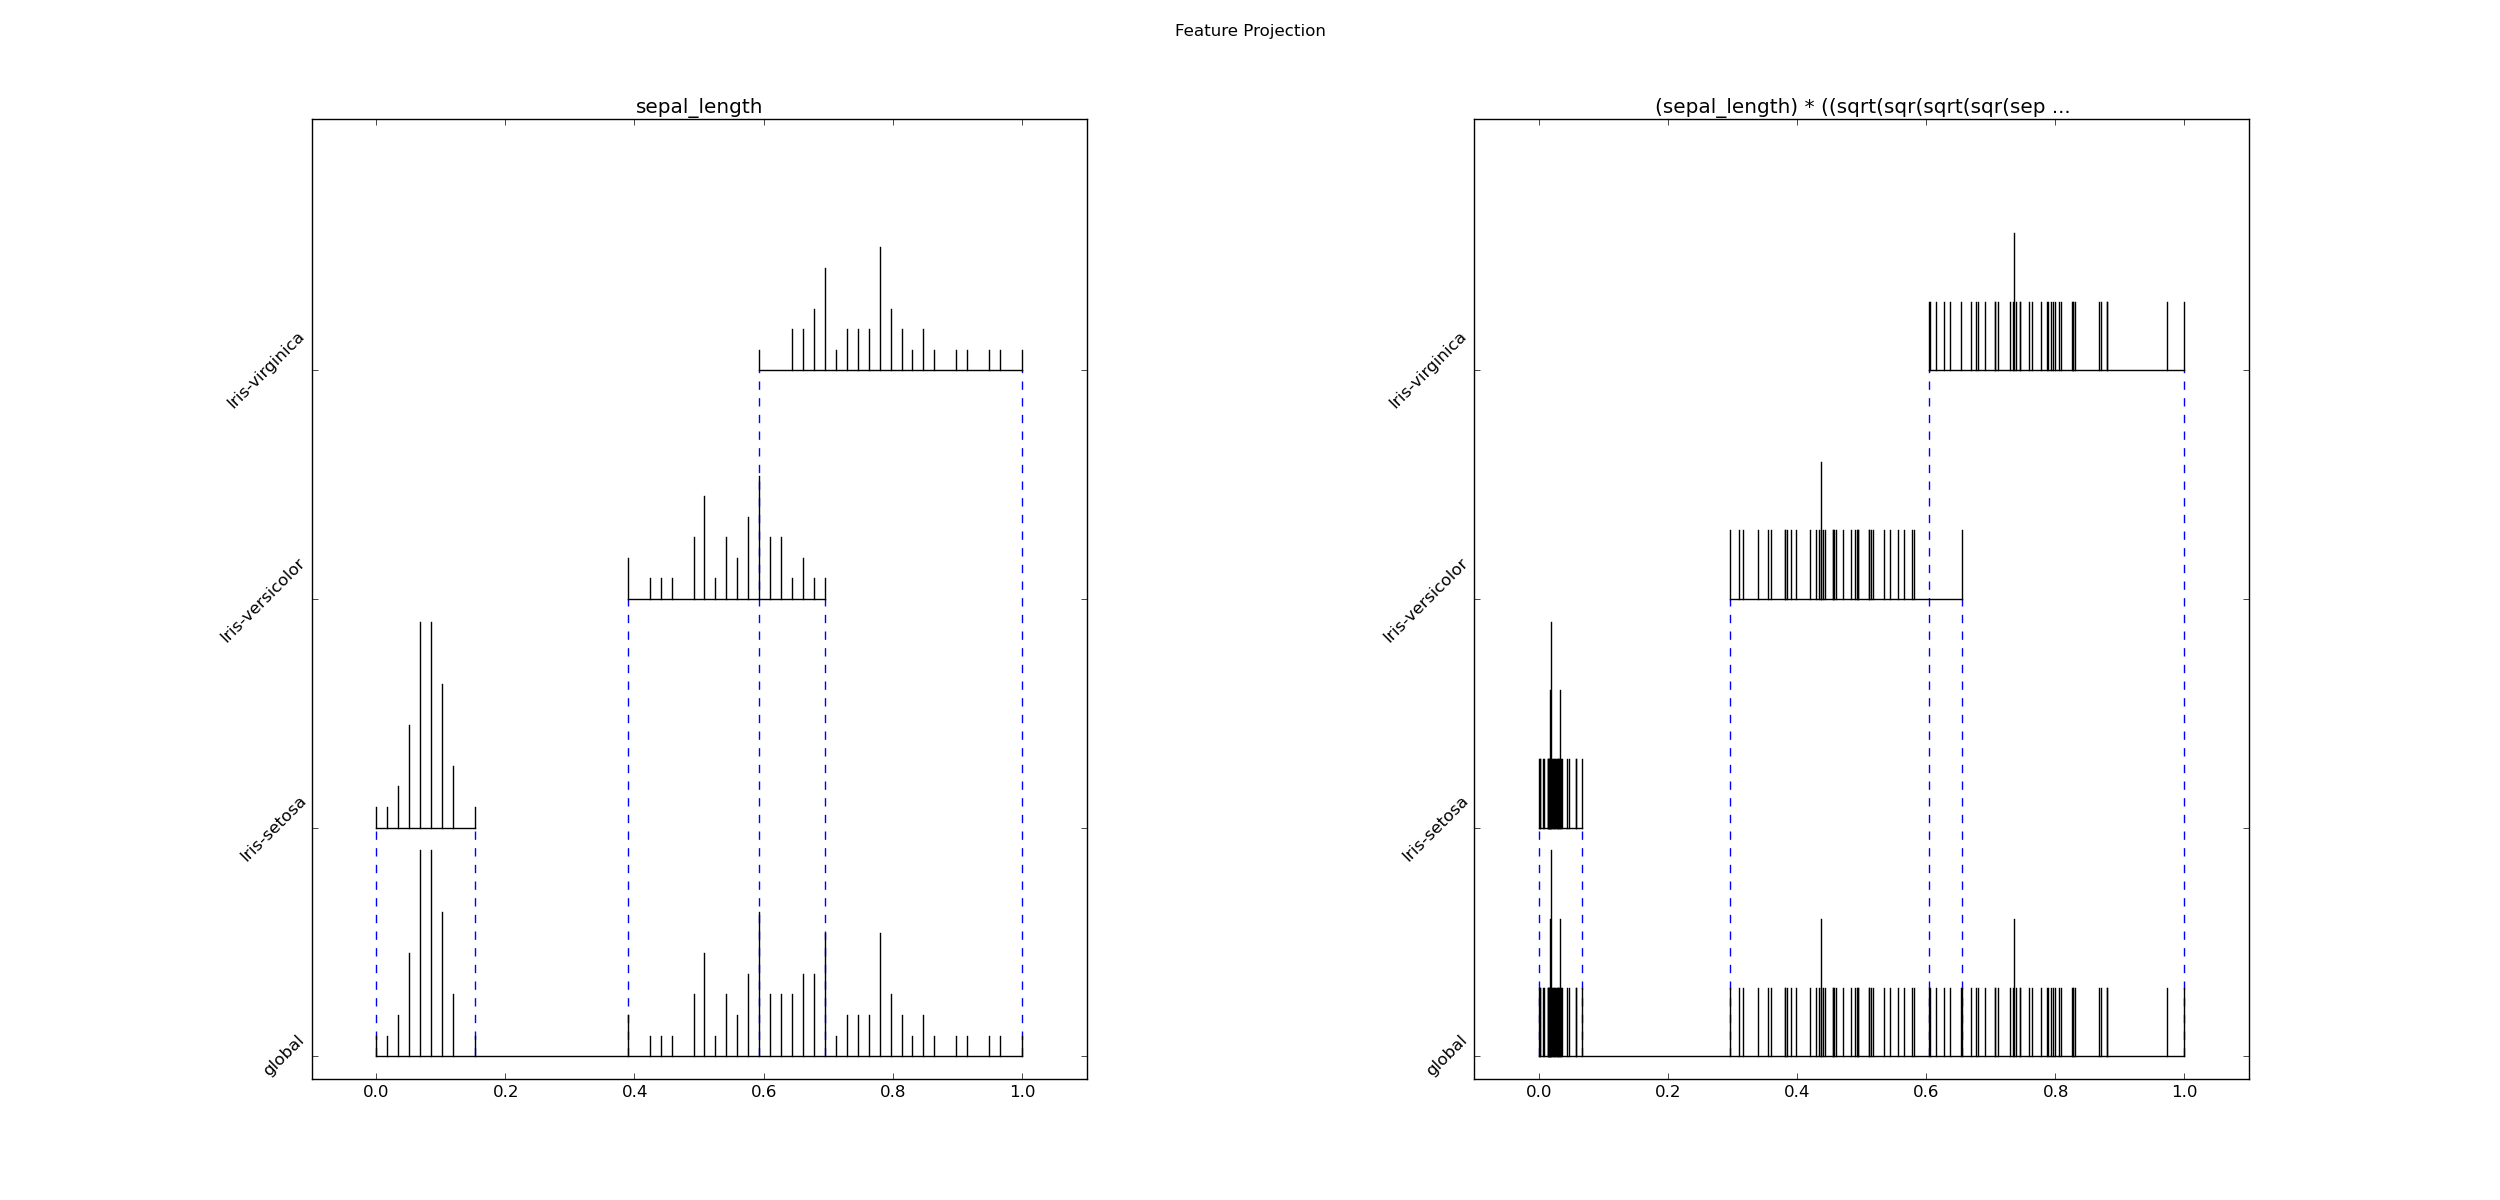 Feature Projection
sepal_length
Iris-virginica
Iris-versicolor
Iris-setosa
global
0.0 0.2 0.4 0.6 0.8 1.0
(sepal_length) * ((sqrt(sqr(sqrt(sqr(sep ...
Iris-virginica
Iris-versicolor
Iris-setosa
global
0.0 0.2 0.4 0.6 0.8 1.0